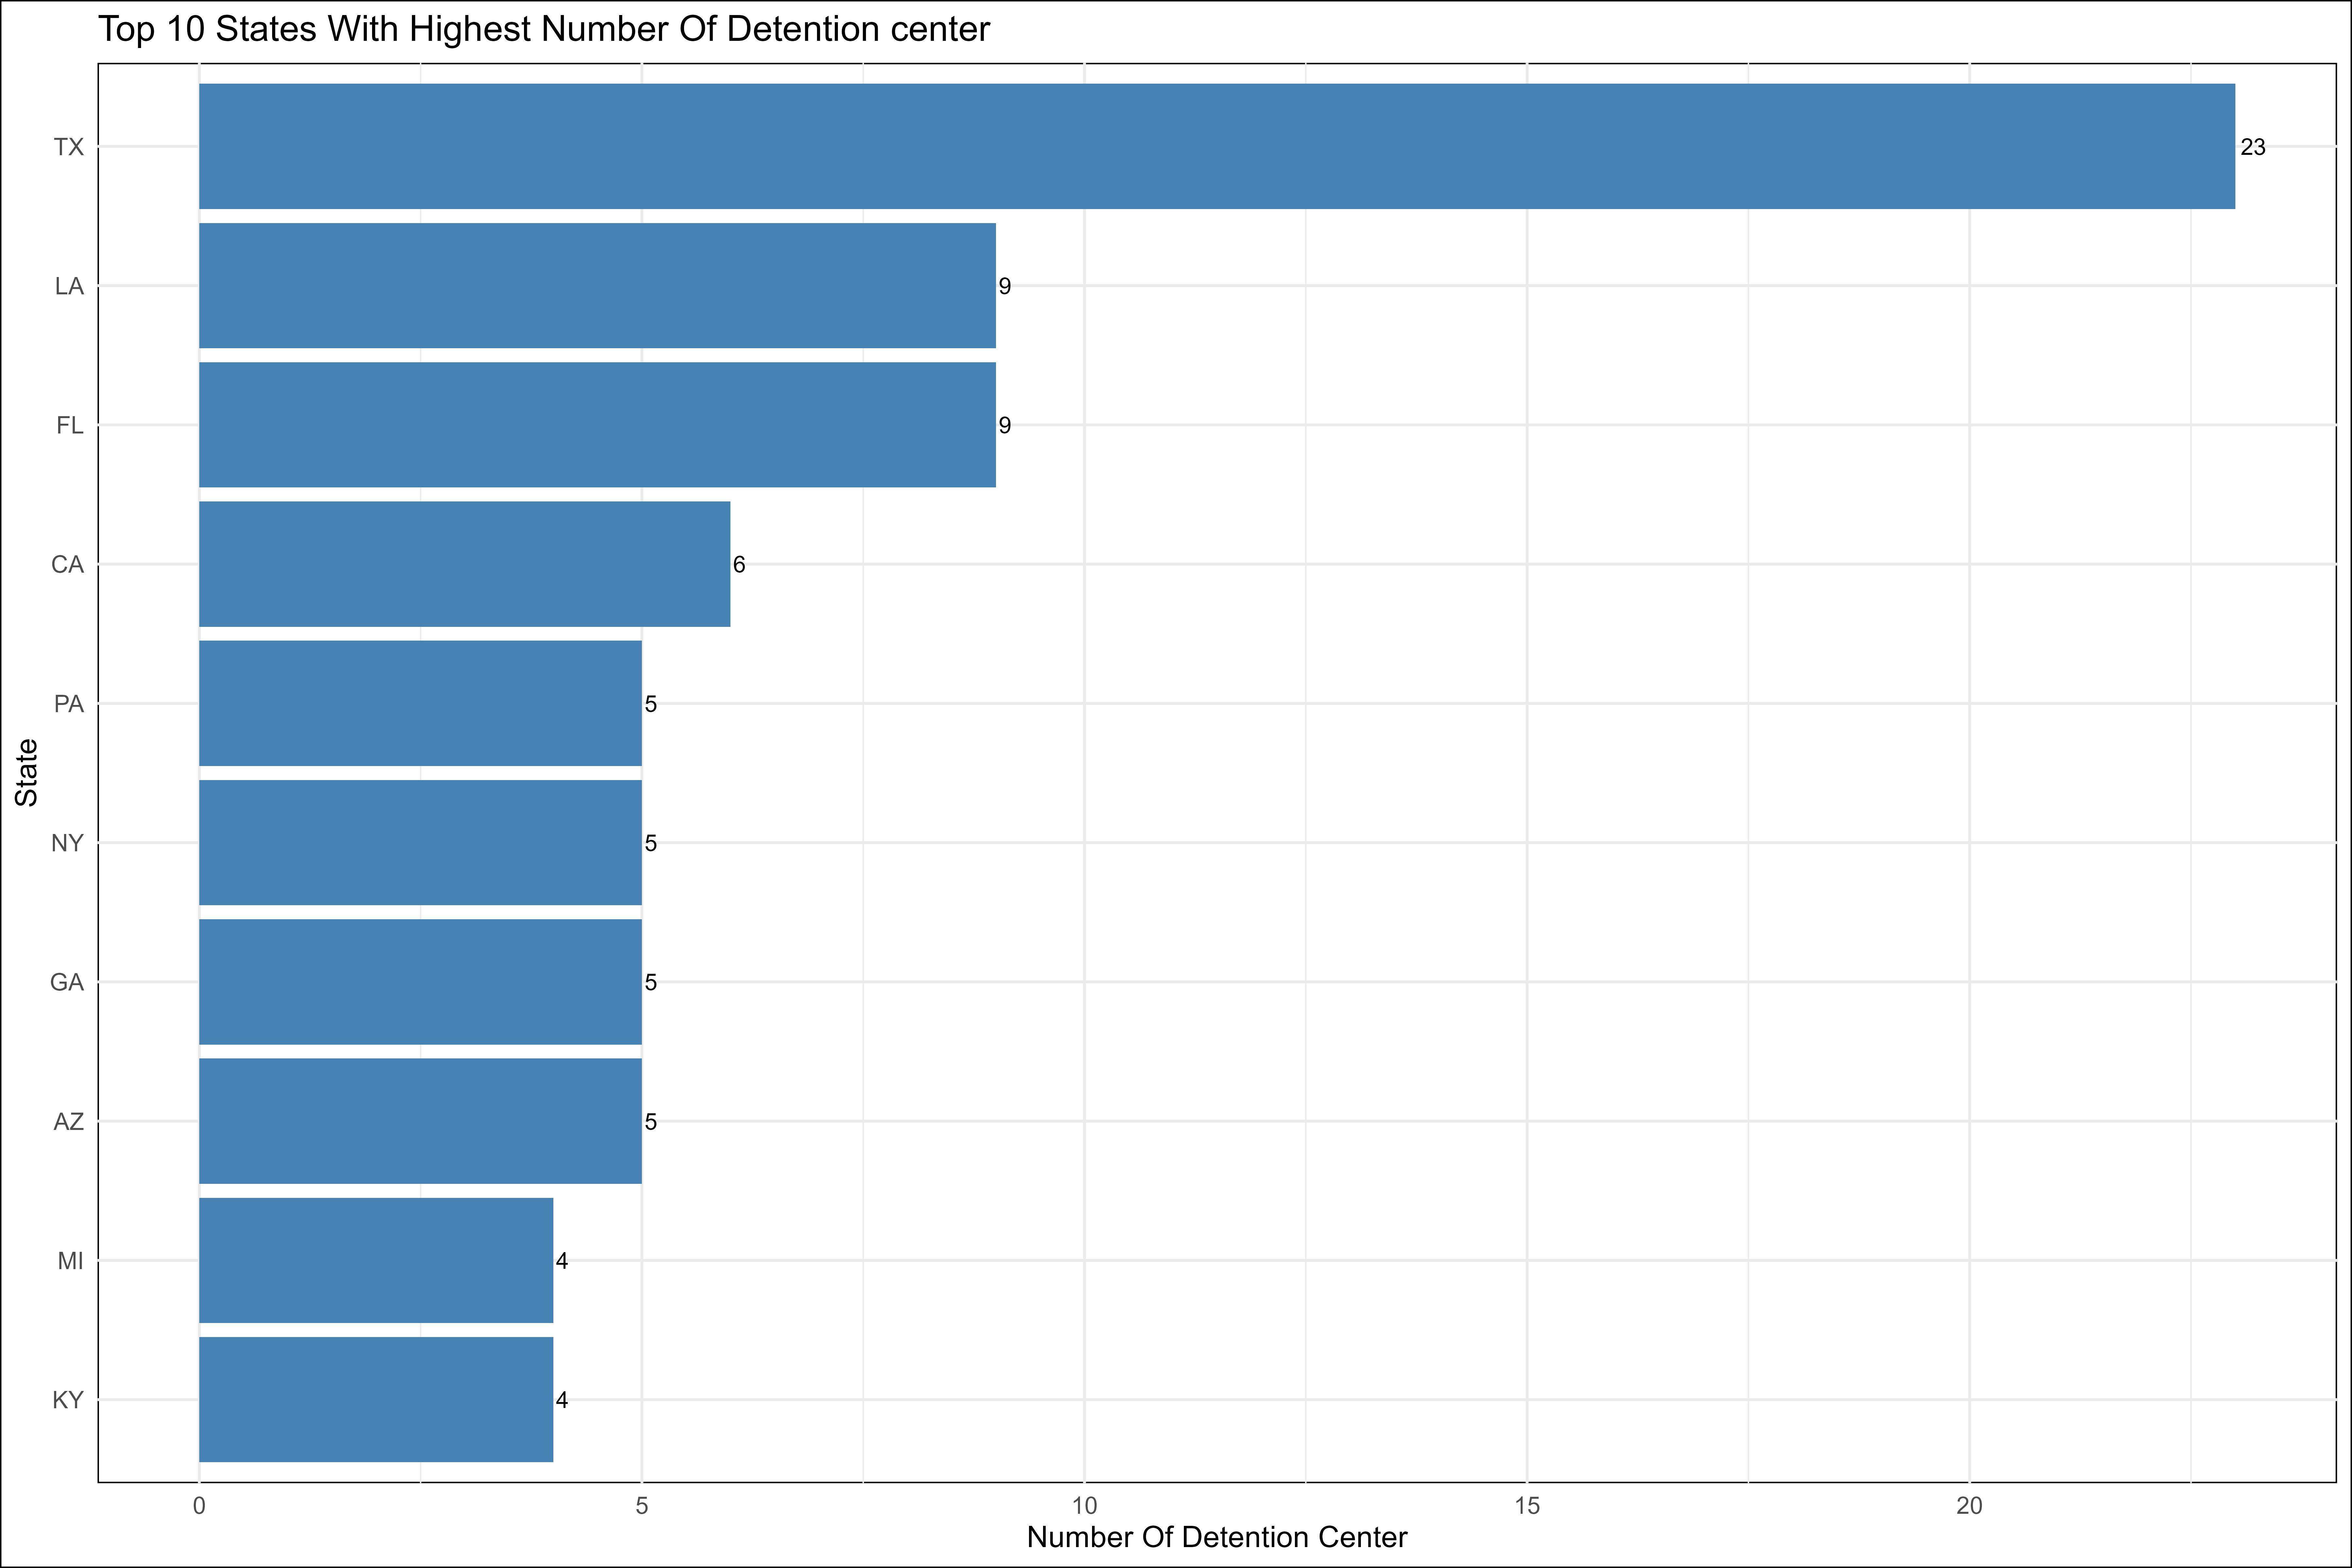 Top 10 States With Highest Number Of Detention center
TX
23
LA
9
FL
9
CA
6
PA
5
NY
5
GA
5
AZ
5
MI
4
KY
4
State
0 5 10 15 20
Number Of Detention Center